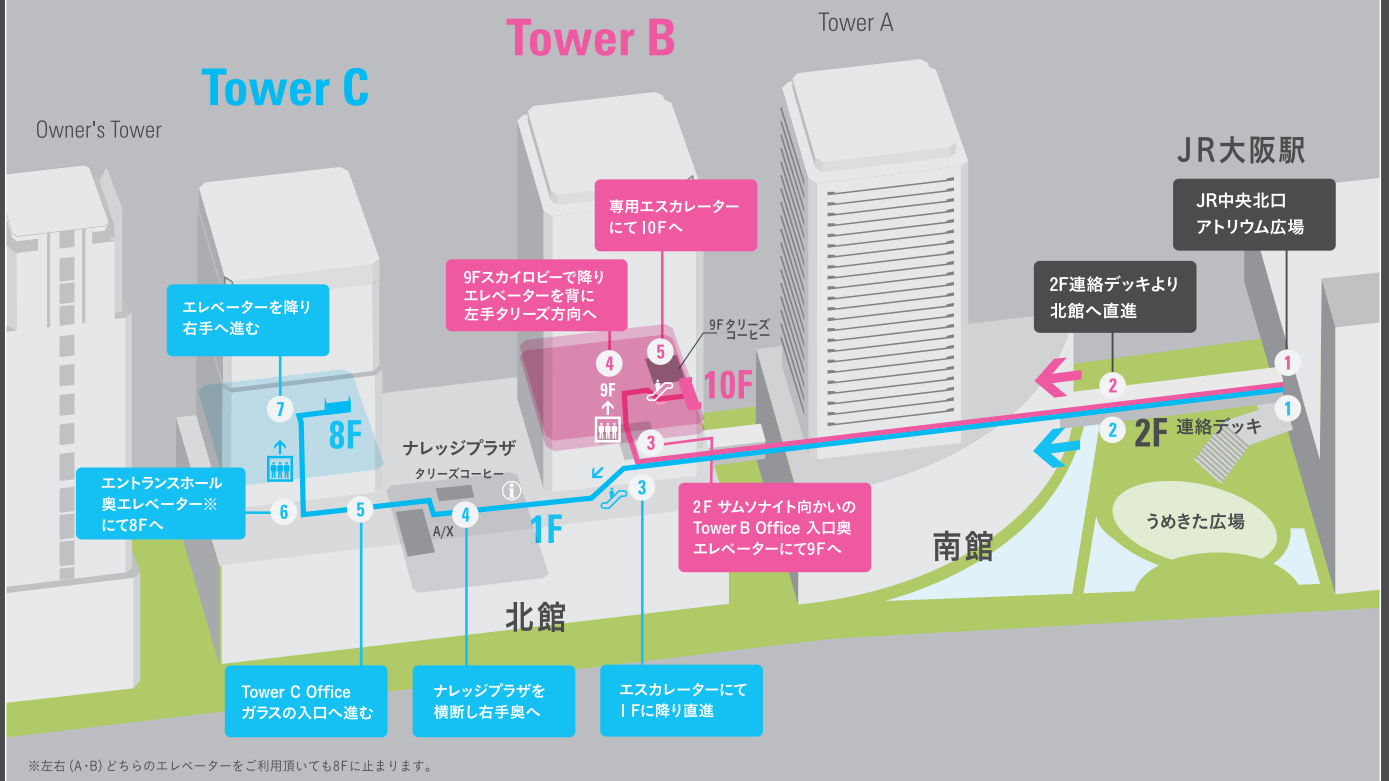 Tower A
Tower B
Tower C
Owner's Tower
JR大阪駅
JR中央北口
アトリウム広場
専用エスカレーター
にて10Fへ
9Fスカイロビーで降り
エレベーターを背に
左手タリーズ方向へ
2F連絡デッキより
北館へ直進
エレベーターを降り
右手へ進む
9Fタリーズ
コーヒー
5
4
9F
10F
1
2
1
2
2F 連絡デッキ
7
8F
3
ナレッジプラザ
タリーズコーヒー
エントランスホール
奥エレベーター※
にて8Fへ
6
5
4
i
3
A/X
1F
2F サムソナイト向かいの
Tower B Office 入口奥
エレベーターにて9Fへ
うめきた広場
南館
北館
Tower C Office
ガラスの入口へ進む
ナレッジプラザを
横断し右手奥へ
エスカレーターにて
1Fに降り直進
※左右（A・B）どちらのエレベーターをご利用頂いても8Fに止まります。